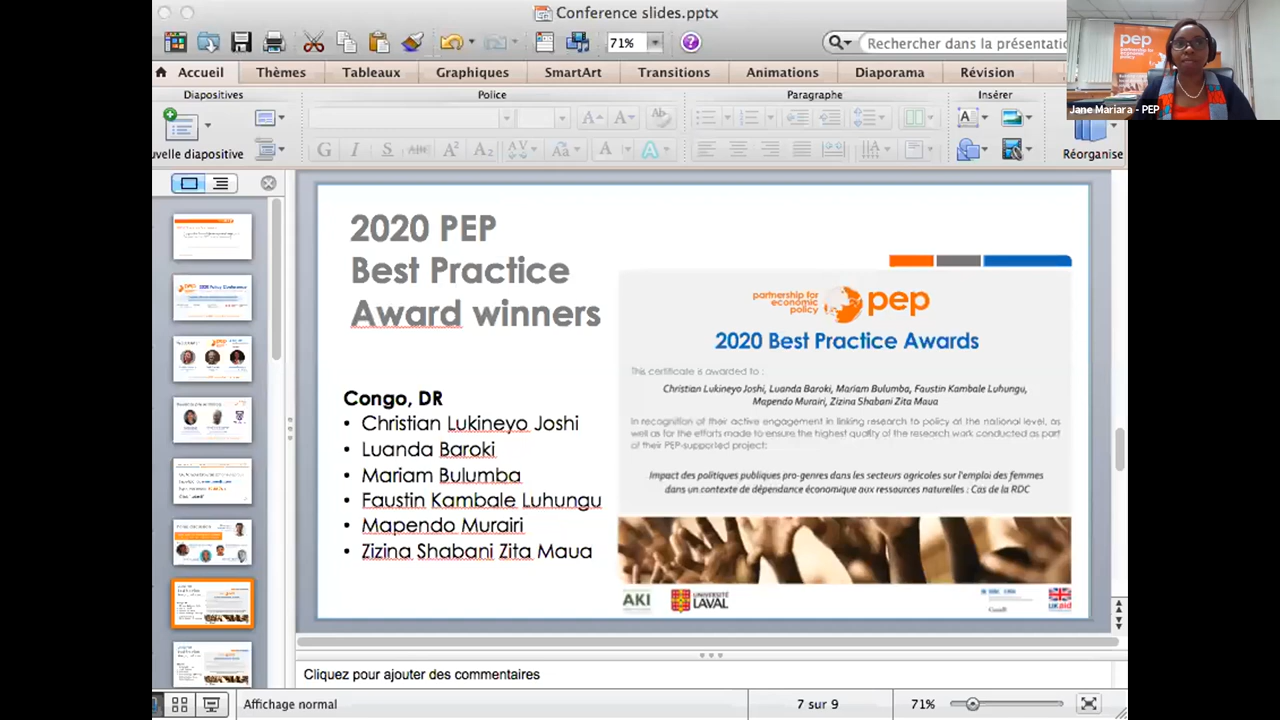 Conference slides.pptx
71%
Rechercher dans la présentatio
Accueil
Thèmes
Tableaux
Graphiques
SmartArt
Transitions
Animations
Diaporama
Révision
Diapositives
Police
Paragraphe
Insérer
uvelle diapositive
Réorganise
pep
Jane Mariara - PEP
2020 PEP
Best Practice
Award winners
Congo, DR
• Christian Lukineyo Joshi
• Luanda Baroki
• Mariam Bulumba
• Faustin Kambale Luhungu
• Mapendo Murairi
• Zizina Shabani Zita Maua
partnership for
economic
policy
pep
2020 Best Practice Awards
This certificate is awarded to :
Christian Lukineyo Joshi, Luanda Baroki, Mariam Bulumba, Faustin Kambale Luhungu,
Mapendo Murairi, Zizina Shabani Zita Maua
In recognition of their active engagement in linking research to policy at the national level, as
well as for the efforts made to ensure the highest quality of the research work conducted as part
of their PEP-supported project:
Impact des politiques publiques pro-genres dans les secteurs agricoles sur l'emploi des femmes
dans un contexte de dépendance économique aux ressources naturelles : Cas de la RDC
AKI
UNIVERSITÉ
LAVAL
Canada
UKaid
Cliquez pour ajouter des commentaires
Affichage normal
7 sur 9
71%